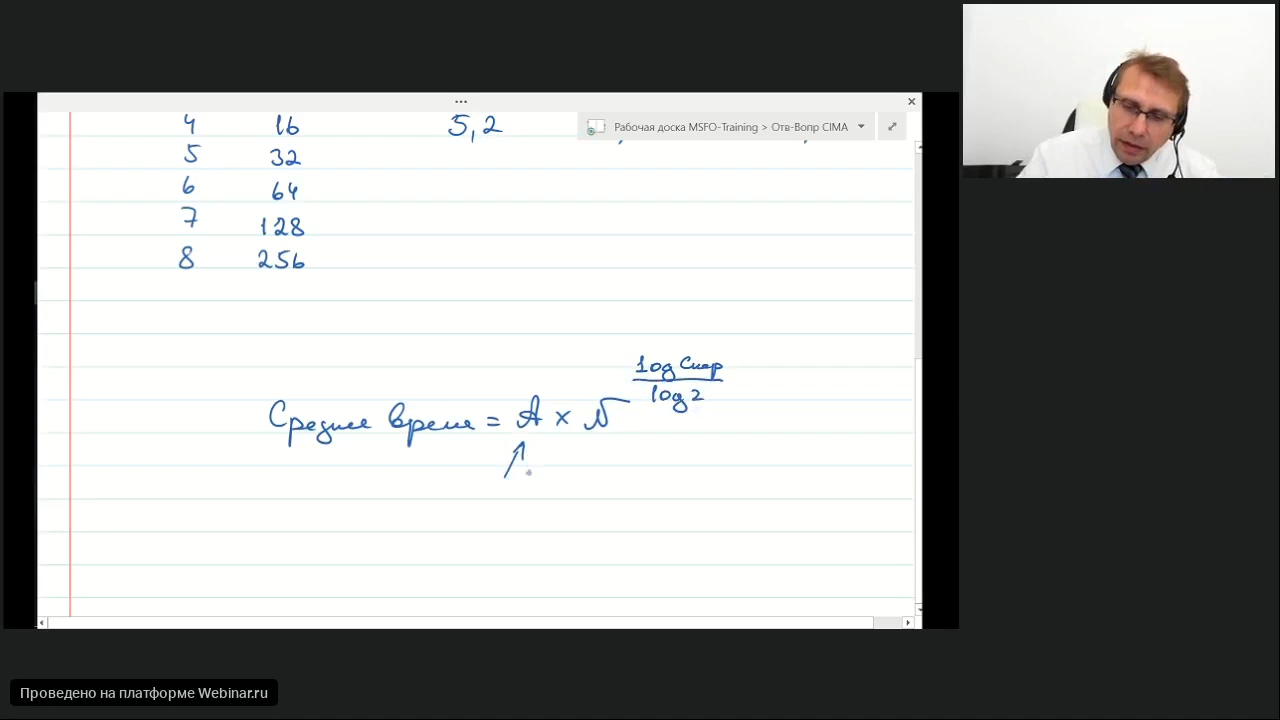 Рабочая доска MSFO-Training > Отв-Вопр CIMA
4 16 5,2
5 32
6 64
7 128
8 256
log Скор
log 2
Среднее время = A x N
Проведено на платформе Webinar.ru